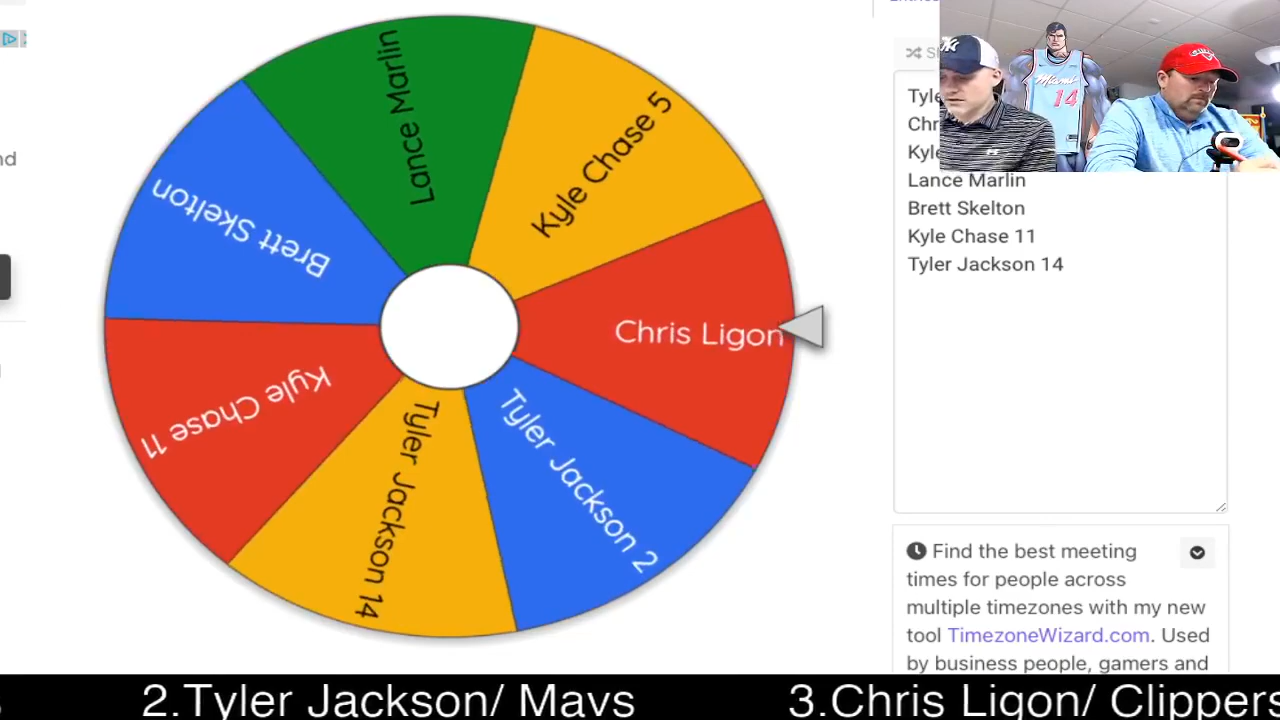 Lance Marlin
Kyle Chase 5
Chris Ligon
Tyler Jackson 2
Tyler Jackson 14
Kyle Chase 11
Brett Skelton
Miami
14
Lance Marlin
Brett Skelton
Kyle Chase 11
Tyler Jackson 14
Find the best meeting
times for people across
multiple timezones with my new
tool TimezoneWizard.com. Used
by business people, gamers and
2.Tyler Jackson/ Mavs
3.Chris Ligon/ Clippers